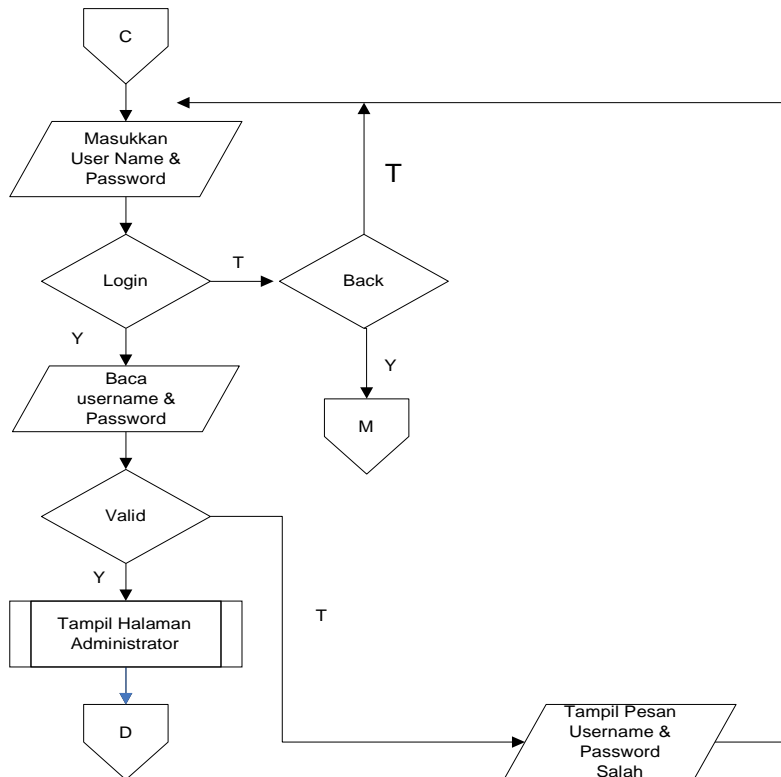 C
Masukkan
User Name &
Password
T
Login
T
Back
Y
Y
Baca
username &
Password
M
Valid
Y
Tampil Halaman
Administrator
T
D
Tampil Pesan
Username &
Password
Salah